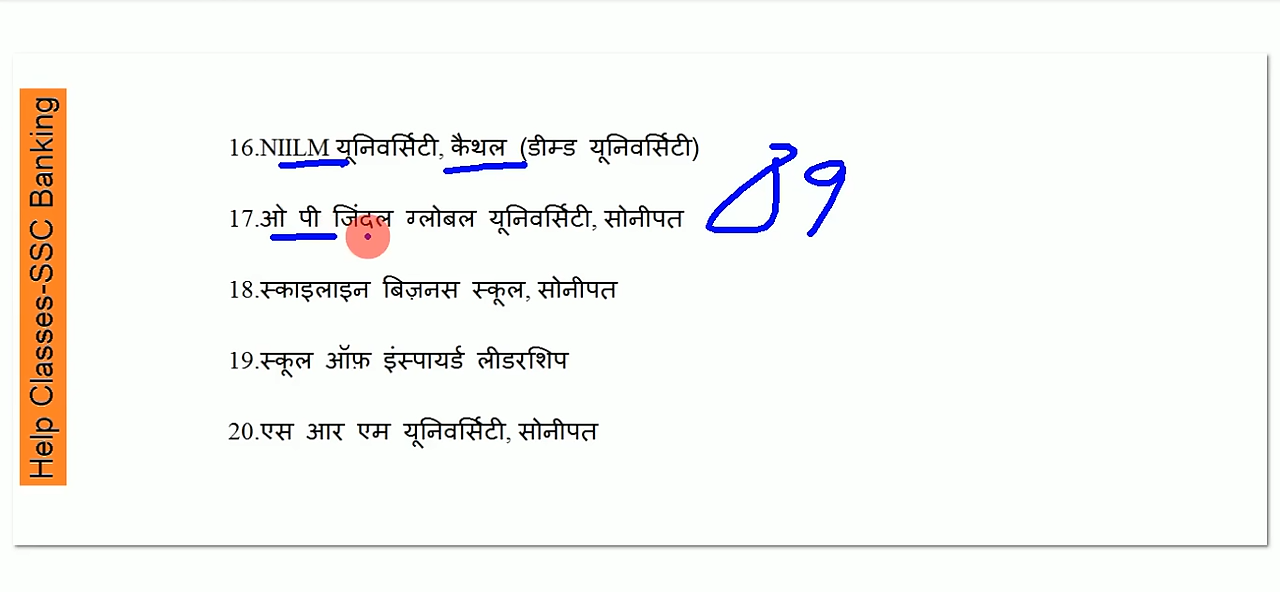 Help Classes-SSC Banking
16.NIILM यूनिवर्सिटी, कैथल (डीम्ड यूनिवर्सिटी)
17.ओ पी जिंदल ग्लोबल यूनिवर्सिटी, सोनीपत
18.स्काइलाइन बिज़नस स्कूल, सोनीपत
19.स्कूल ऑफ़ इंस्पायर्ड लीडरशिप
20.एस आर एम यूनिवर्सिटी, सोनीपत